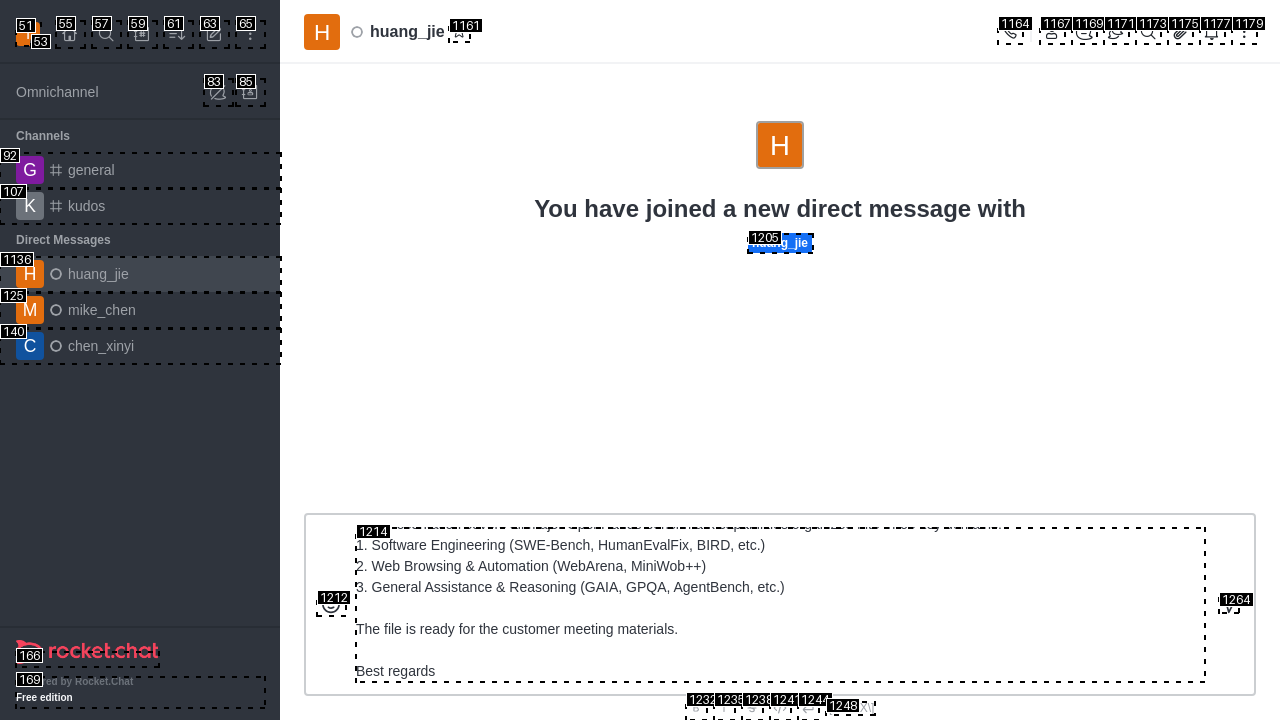 H huang_jie
Omnichannel
Channels
G general
K kudos
Direct Messages
H huang_jie
M mike_chen
C chen_xinyi
rocket.chat
by Rocket.Chat
Free edition
H
You have joined a new direct message with
1. Software Engineering (SWE-Bench, HumanEvalFix, BIRD, etc.)
2. Web Browsing & Automation (WebArena, MiniWob++)
3. General Assistance & Reasoning (GAIA, GPQA, AgentBench, etc.)
The file is ready for the customer meeting materials.
Best regards
51
53
55
57
59
61
63
65
83
85
92
107
1136
125
140
166
169
1161
1164
1167
1169
1171
1173
1175
1177
1179
1205
1214
1212
1264
1232
1235
1238
1241
1244
1248